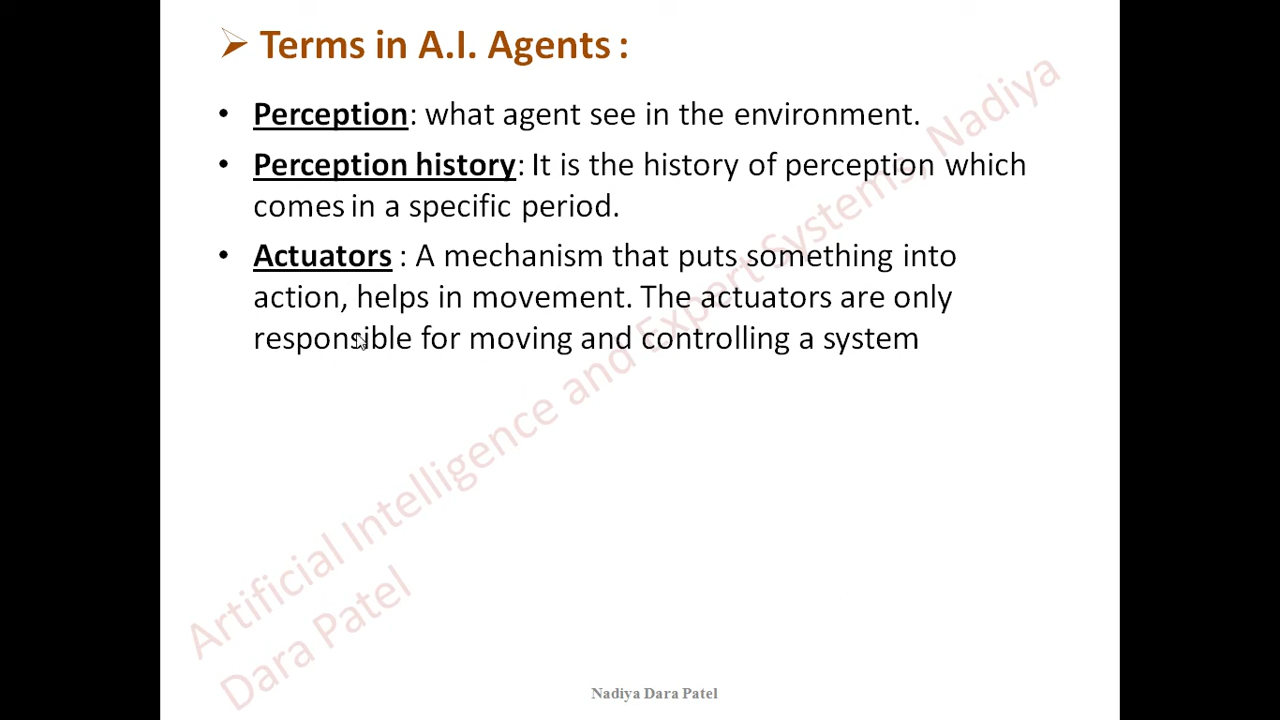 ➢ Terms in A.I. Agents :
• Perception: what agent see in the environment.
• Perception history: It is the history of perception which
comes in a specific period.
• Actuators : A mechanism that puts something into
action, helps in movement. The actuators are only
responsible for moving and controlling a system
Artificial Intelligence and Expert Systems, Nadiya
Dara Patel
Nadiya Dara Patel